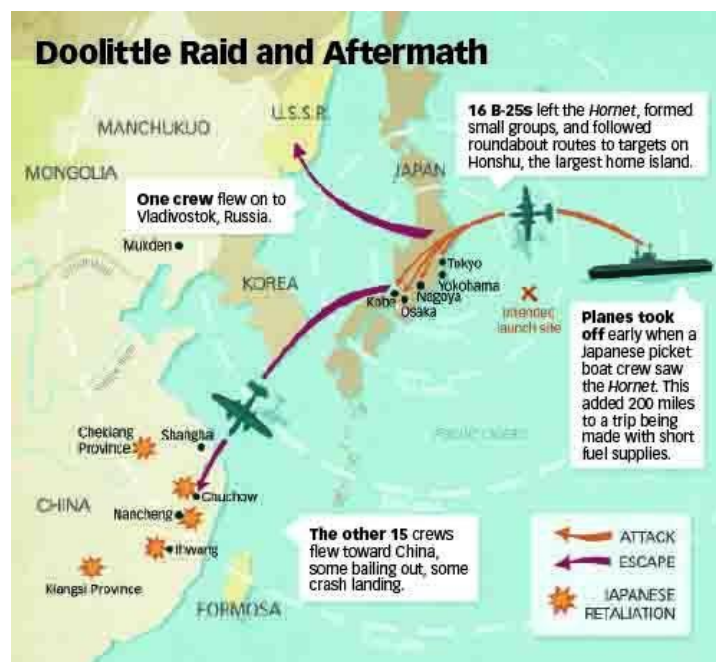 Doolittle Raid and Aftermath
U.S.S.R.
MANCHUKUO
MONGOLIA
JAPAN
16 B-25s left the Hornet, formed
small groups, and followed
roundabout routes to targets on
Honshu, the largest home island.
One crew flew on to
Vladivostok, Russia.
Mukden
KOREA
Tokyo
Yokohama
Nagoya
Kobe
Osaka
Intended
launch site
Planes took
off early when a
Japanese picket
boat crew saw
the Hornet. This
added 200 miles
to a trip being
made with short
fuel supplies.
Chekiang
Province
Shanghai
Chuchow
CHINA
Nancheng
Ihwang
Kiangsi Province
FORMOSA
The other 15 crews
flew toward China,
some bailing out, some
crash landing.
PACIFIC OCEAN
ATTACK
ESCAPE
JAPANESE
RETALIATION